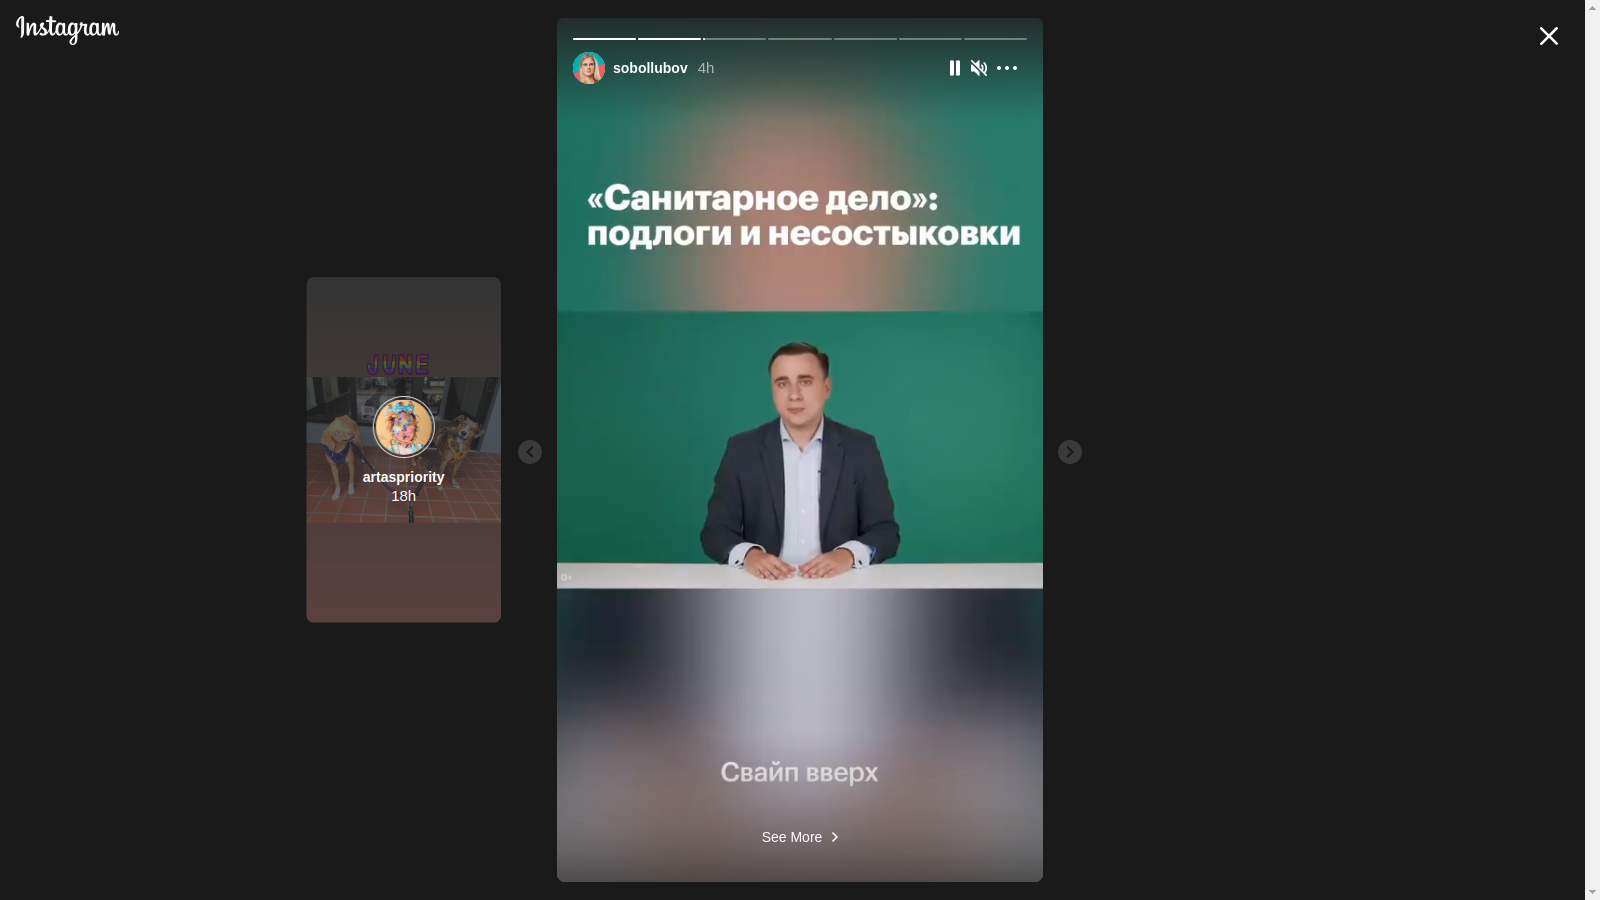 Instagram
sobollubov 4h
«Санитарное дело»:
подлоги и несостыковки
JUNE
artaspriority
18h
0+
Свайп вверх
See More